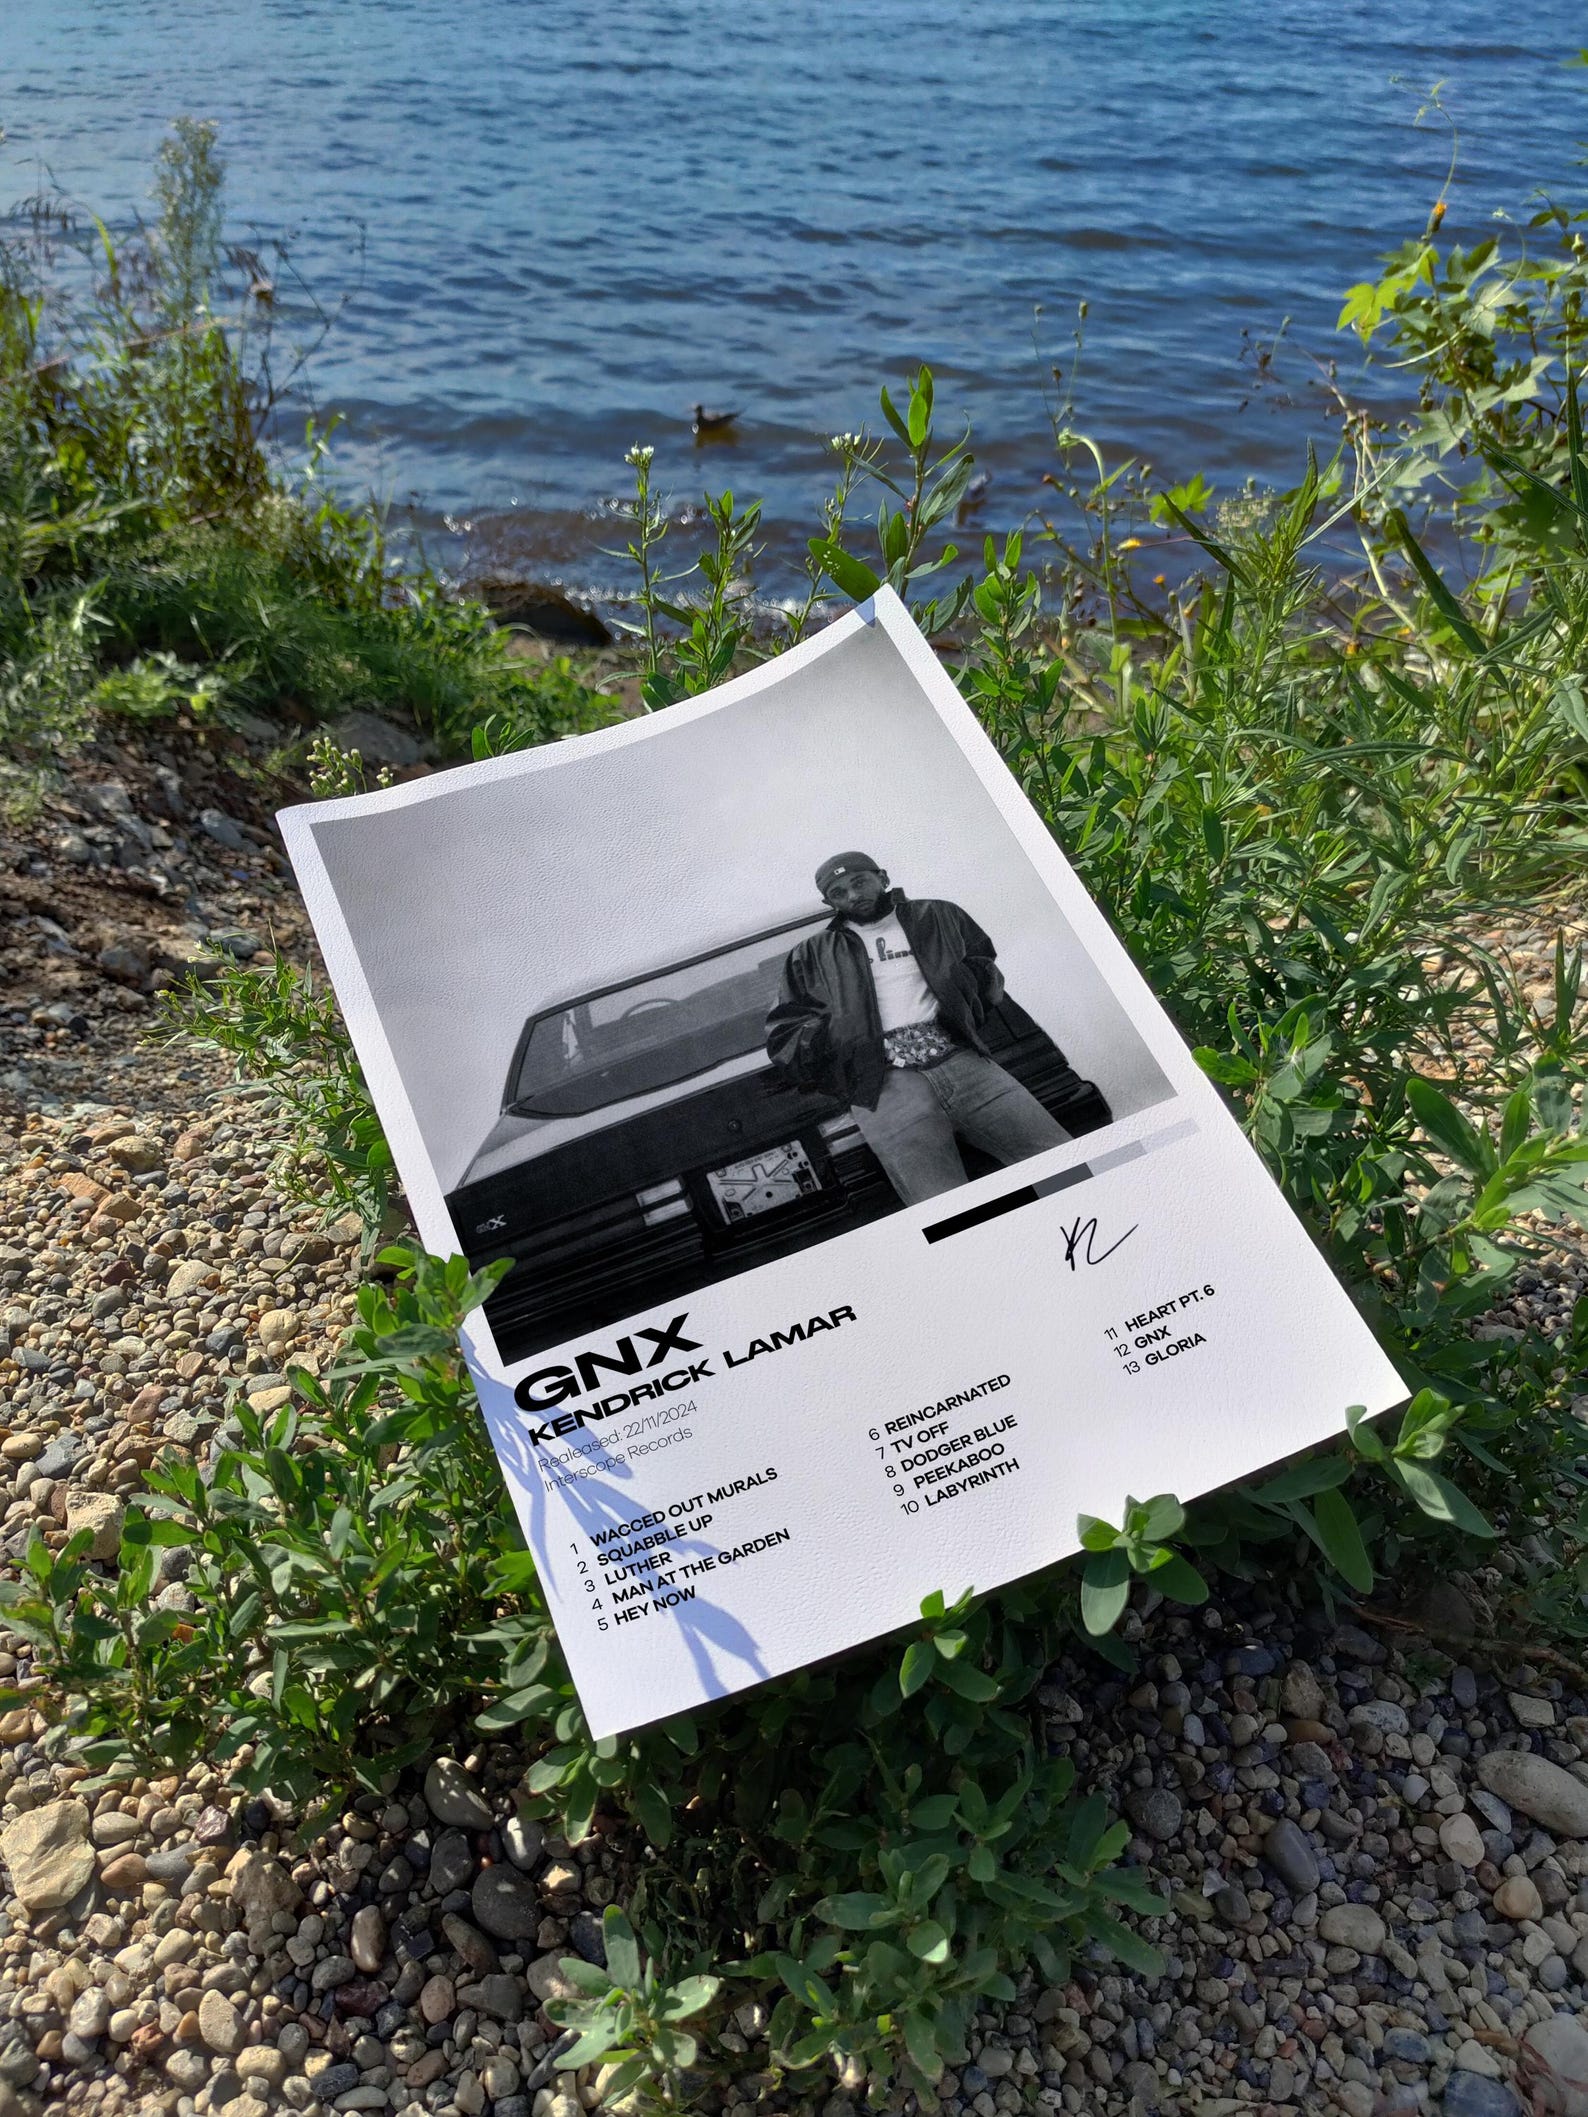 GNX
GNX
KENDRICK LAMAR
Realeased: 22/11/2024
Interscope Records
1 WACCED OUT MURALS
2 SQUABBLE UP
3 LUTHER
4 MAN AT THE GARDEN
5 HEY NOW
6 REINCARNATED
7 TV OFF
8 DODGER BLUE
9 PEEKABOO
10 LABYRINTH
11 HEART PT. 6
12 GNX
13 GLORIA